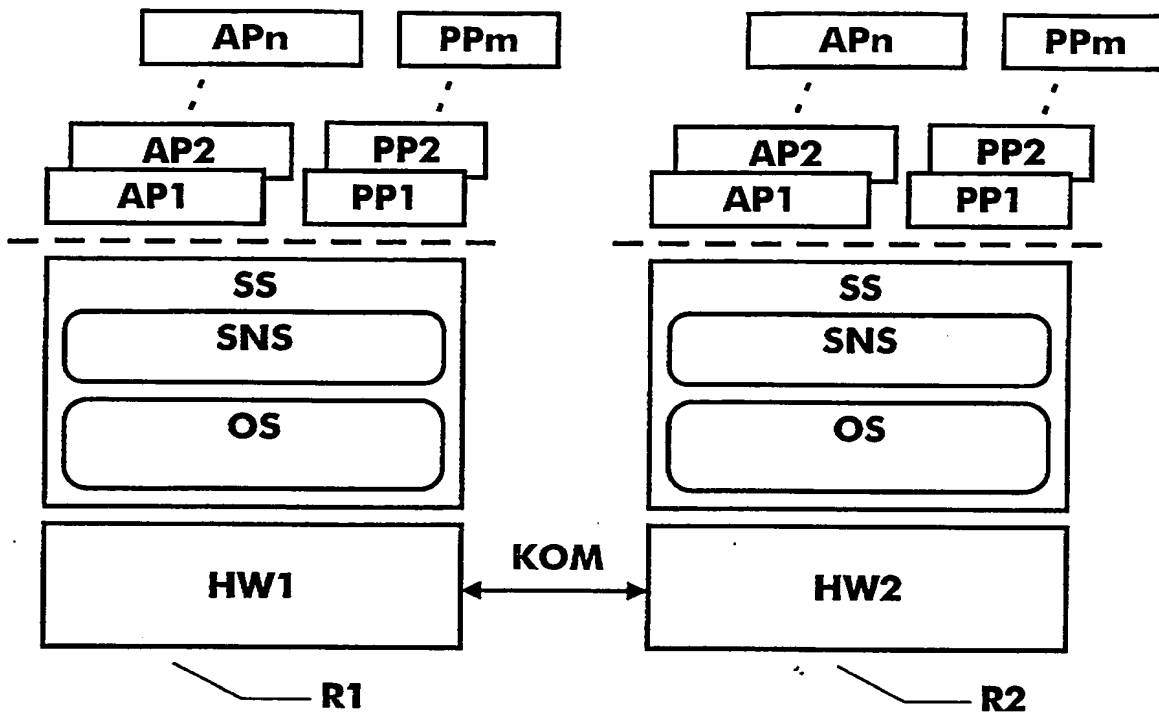 APn PPm APn PPm
AP2 PP2 AP2 PP2
AP1 PP1 AP1 PP1
SS SS
SNS SNS
OS OS
KOM
HW1 HW2
R1 R2